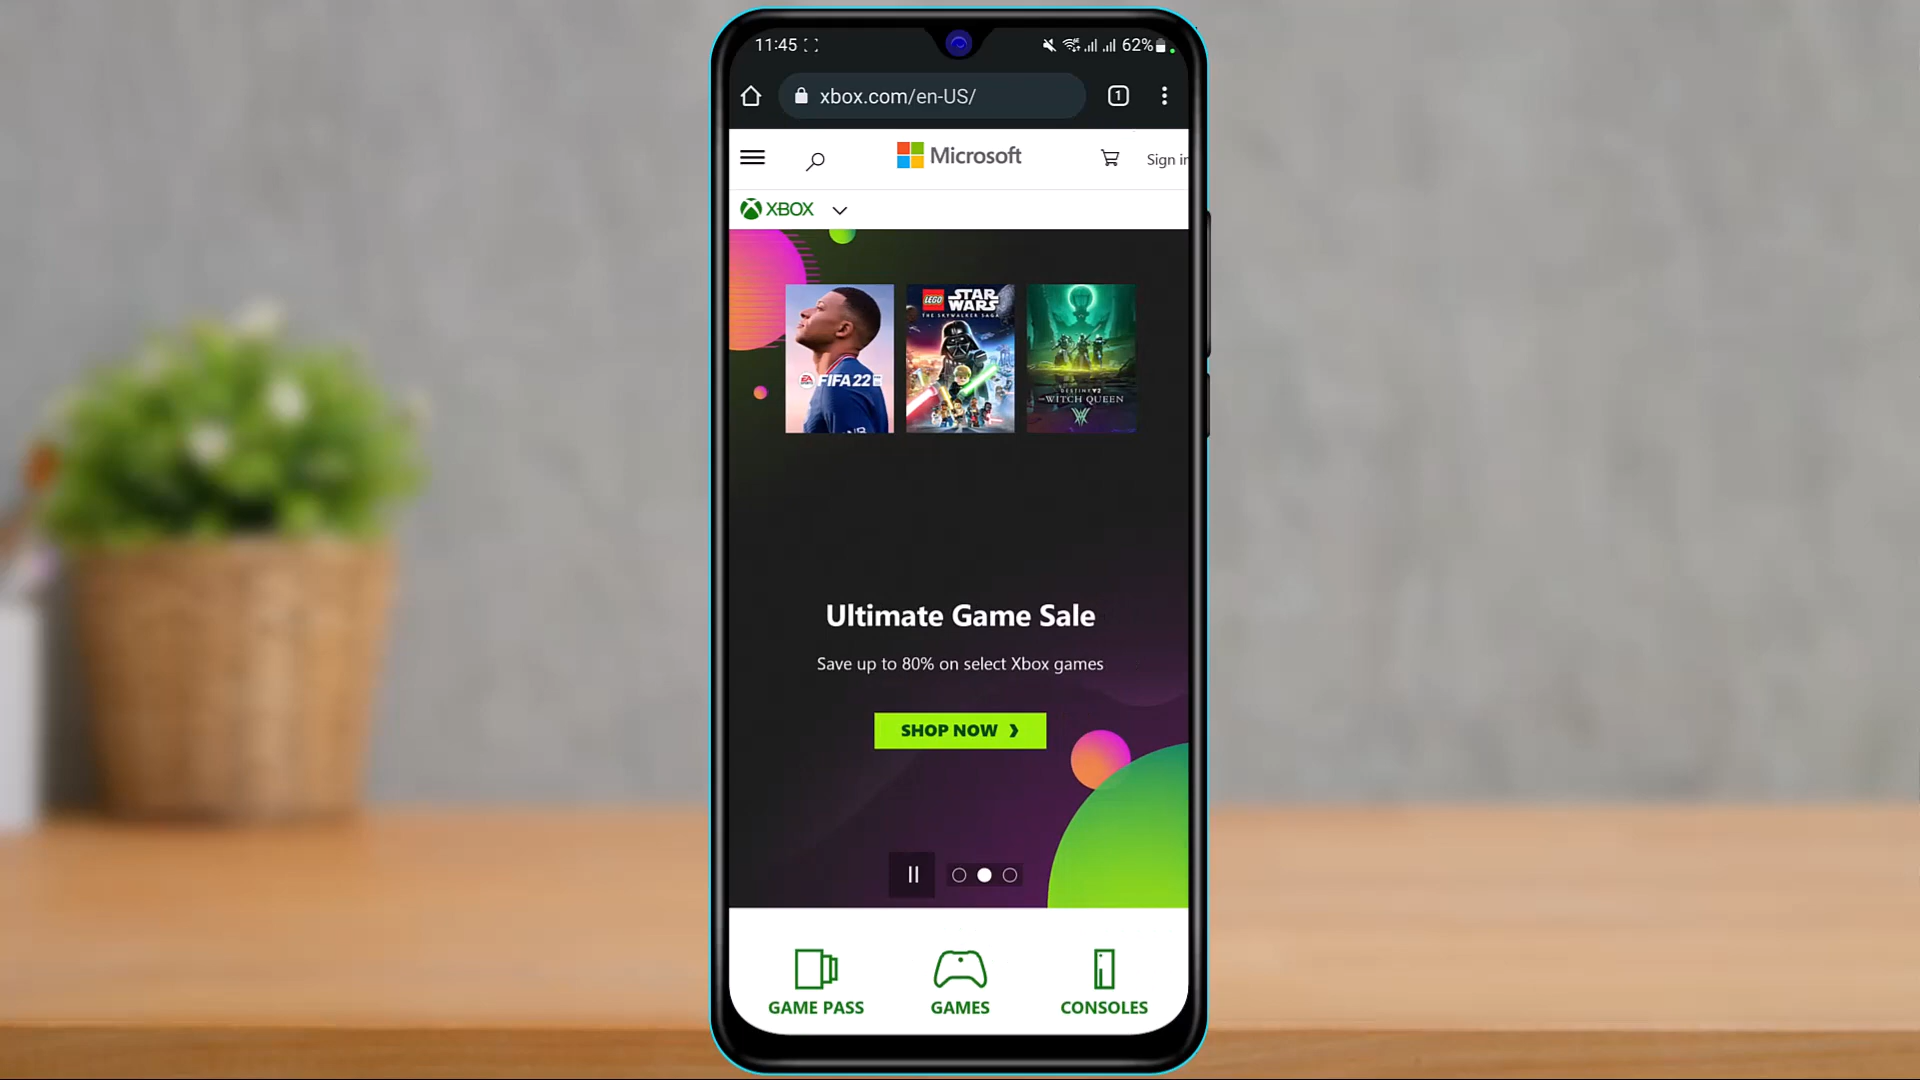 11:45 62%
xbox.com/en-US/ 1
Microsoft Sign in
XBOX
FIFA 22
LEGO STAR WARS
THE SKYWALKER SAGA
DESTINY 2
WITCH QUEEN
Ultimate Game Sale
Save up to 80% on select Xbox games
SHOP NOW
GAME PASS GAMES CONSOLES